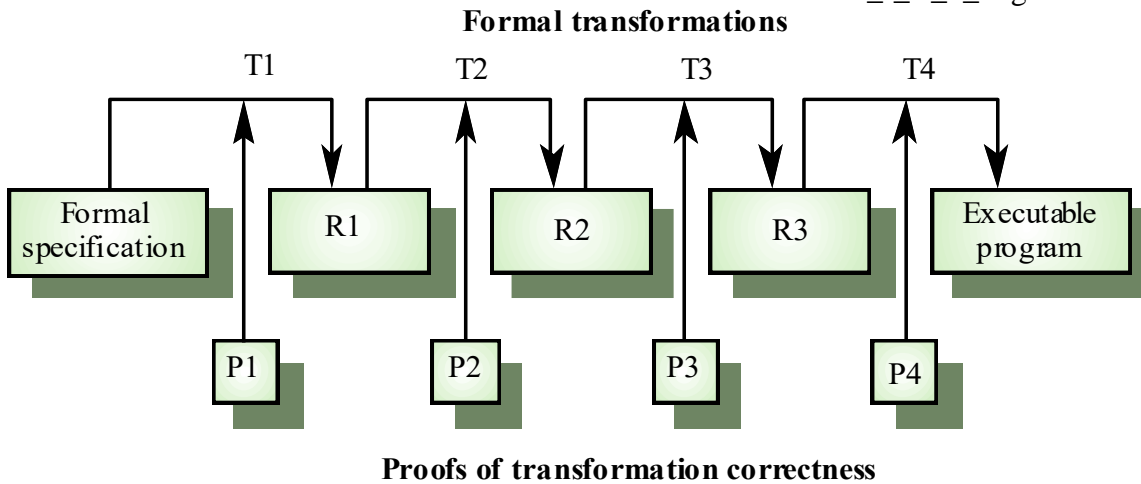 Formal transformations
T1
T2
T3
T4
Formal
specification
R1
R2
R3
Executable
program
P1
P2
P3
P4
Proofs of transformation correctness